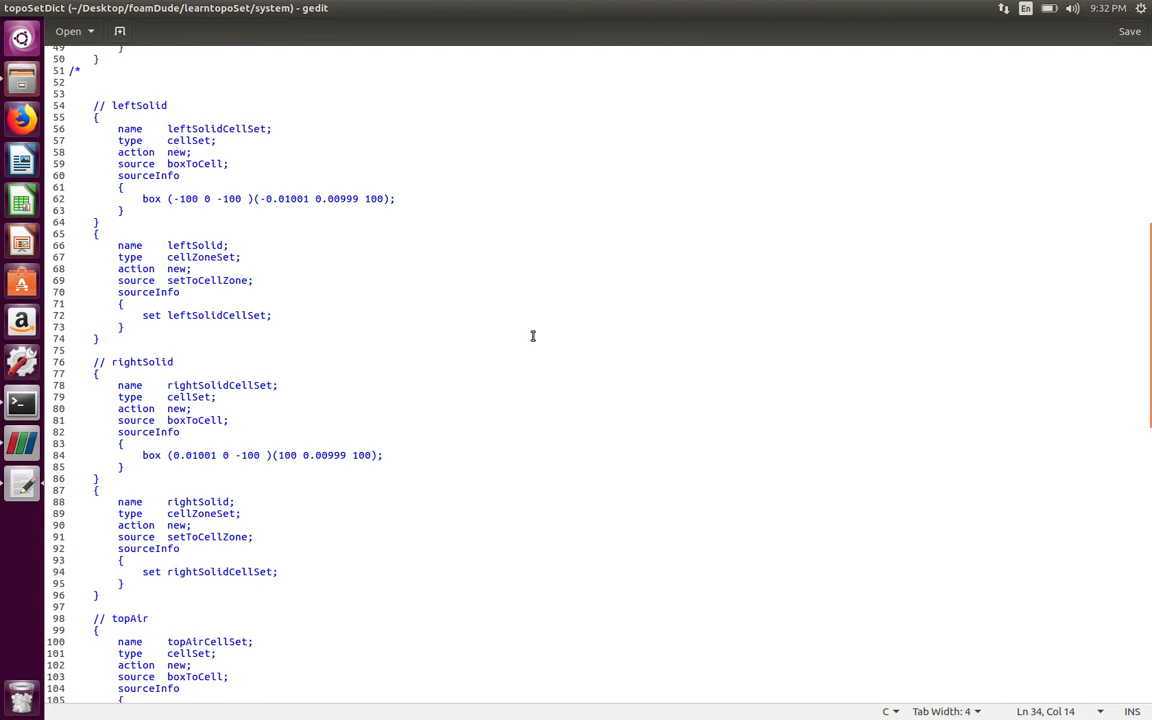 topoSetDict (~/Desktop/foamDude/learntopoSet/system) - gedit
En
9:32 PM
Open
Save
49 }
50 }
51 /*
52
53
54 // leftSolid
55 {
56 name leftSolidCellSet;
57 type cellSet;
58 action new;
59 source boxToCell;
60 sourceInfo
61 {
62 box (-100 0 -100 )(-0.01001 0.00999 100);
63 }
64 }
65 {
66 name leftSolid;
67 type cellZoneSet;
68 action new;
69 source setToCellZone;
70 sourceInfo
71 {
72 set leftSolidCellSet;
73 }
74 }
75
76 // rightSolid
77 {
78 name rightSolidCellSet;
79 type cellSet;
80 action new;
81 source boxToCell;
82 sourceInfo
83 {
84 box (0.01001 0 -100 )(100 0.00999 100);
85 }
86 }
87 {
88 name rightSolid;
89 type cellZoneSet;
90 action new;
91 source setToCellZone;
92 sourceInfo
93 {
94 set rightSolidCellSet;
95 }
96 }
97
98 // topAir
99 {
100 name topAirCellSet;
101 type cellSet;
102 action new;
103 source boxToCell;
104 sourceInfo
105 {
C
Tab Width: 4
Ln 34, Col 14
INS